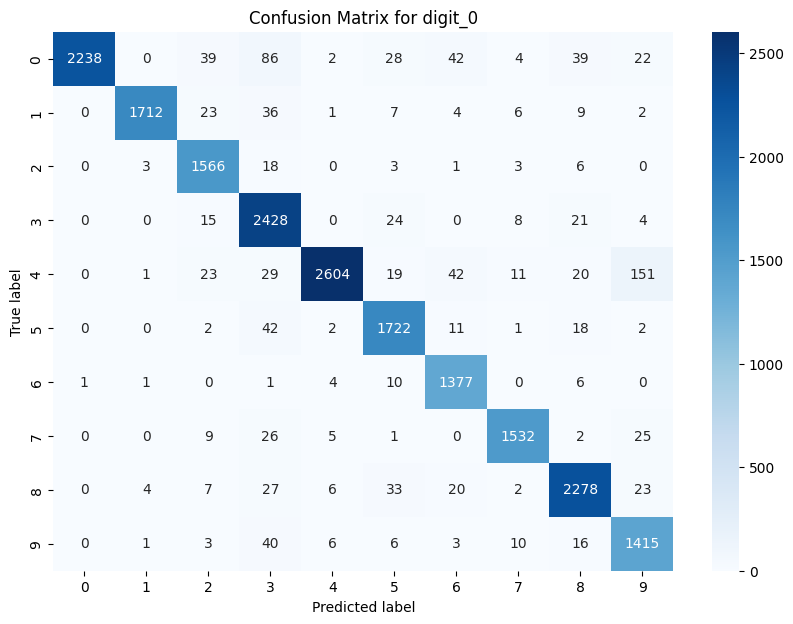 Confusion Matrix for digit_0
0 2238 0 39 86 2 28 42 4 39 22
1 0 1712 23 36 1 7 4 6 9 2
2 0 3 1566 18 0 3 1 3 6 0
3 0 0 15 2428 0 24 0 8 21 4
4 0 1 23 29 2604 19 42 11 20 151
5 0 0 2 42 2 1722 11 1 18 2
6 1 1 0 1 4 10 1377 0 6 0
7 0 0 9 26 5 1 0 1532 2 25
8 0 4 7 27 6 33 20 2 2278 23
9 0 1 3 40 6 6 3 10 16 1415
0 1 2 3 4 5 6 7 8 9
Predicted label
True label
2500
2000
1500
1000
500
0